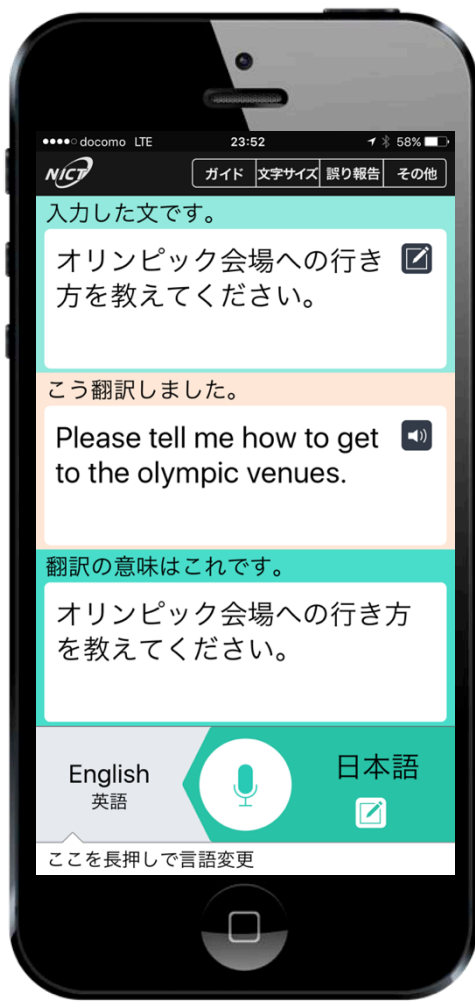 docomo LTE 23:52 58%
NICT ガイド 文字サイズ 誤り報告 その他
入力した文です。
オリンピック会場への行き
方を教えてください。
こう翻訳しました。
Please tell me how to get
to the olympic venues.
翻訳の意味はこれです。
オリンピック会場への行き方
を教えてください。
English 日本語
英語
ここを長押しで言語変更